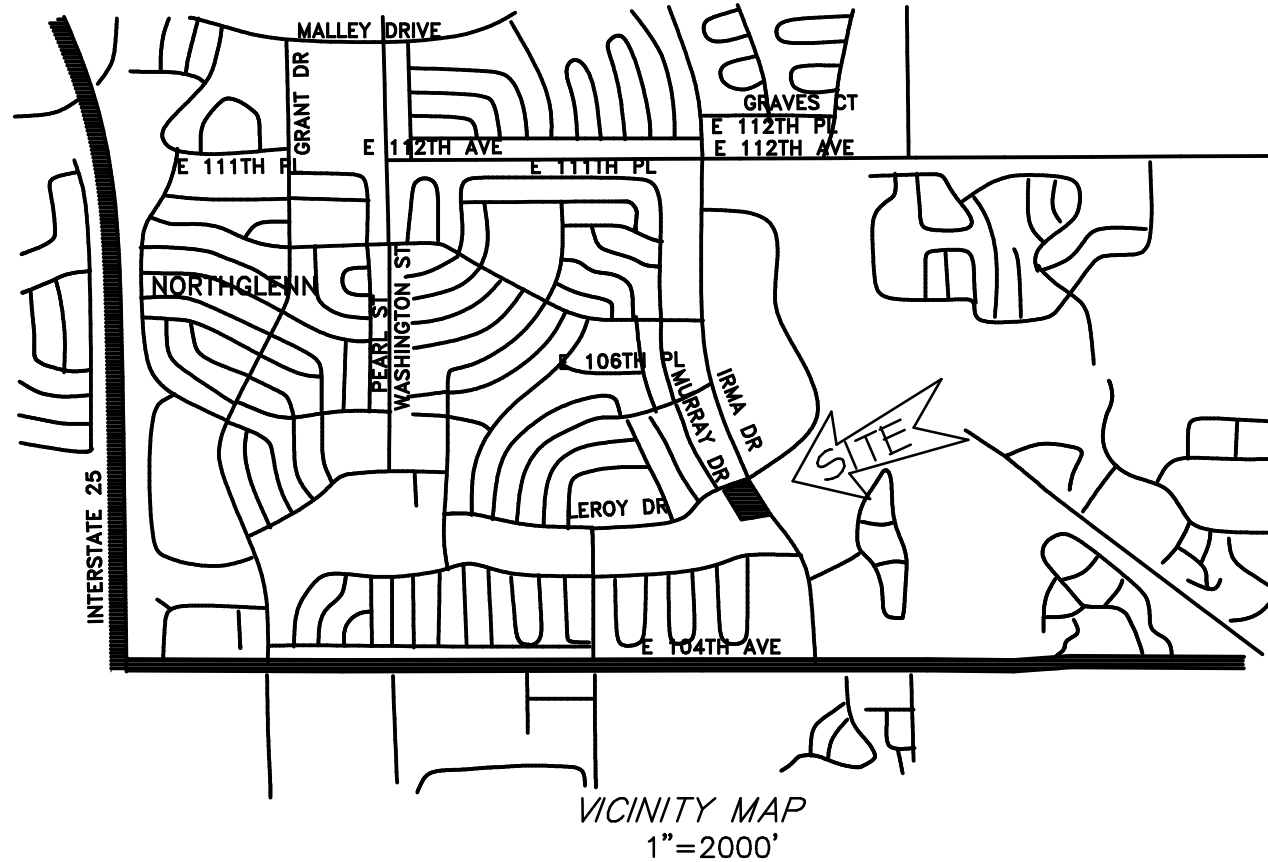 MALLEY DRIVE
GRANT DR
GRAVES CT
E 112TH PL
E 112TH AVE
E 112TH AVE
E 111TH PL
E 111TH PL
NORTHGLENN
PEARL ST
WASHINGTON ST
E 106TH PL
MURRAY DR
IRMA DR
SITE
LEROY DR
INTERSTATE 25
E 104TH AVE
VICINITY MAP
1"=2000'